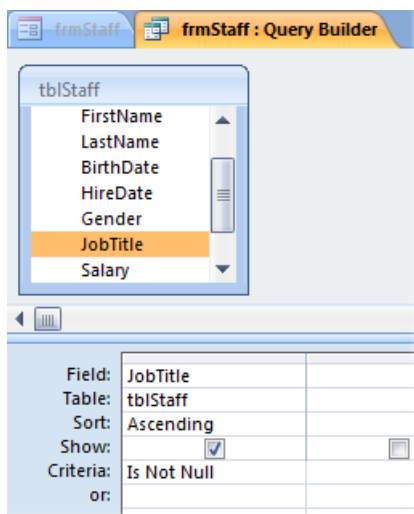 frmStaff frmStaff : Query Builder
tblStaff
FirstName
LastName
BirthDate
HireDate
Gender
JobTitle
Salary
Field: JobTitle
Table: tblStaff
Sort: Ascending
Show:
Criteria: Is Not Null
or: